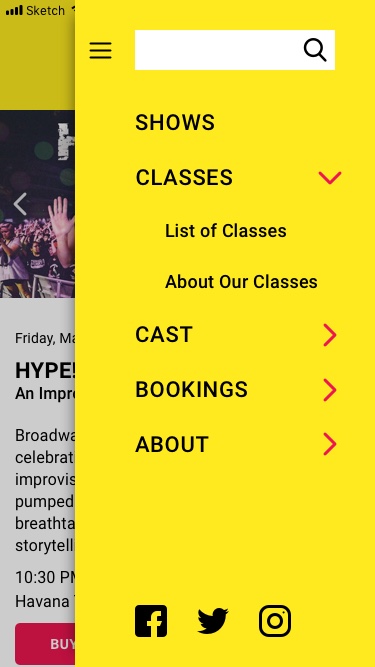 Sketch
SHOWS
CLASSES
List of Classes
About Our Classes
CAST
BOOKINGS
ABOUT
Friday, Ma
HYPE!
An Impro
Broadwa
celebrat
improvis
pumped
breathta
storytell
10:30 PM
Havana
BUY